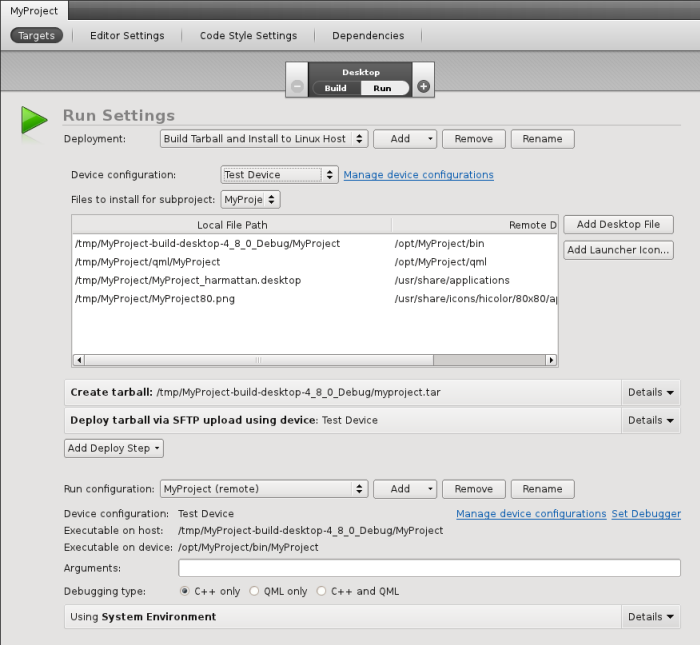 MyProject
Targets Editor Settings Code Style Settings Dependencies
Desktop
Build Run
Run Settings
Deployment: Build Tarball and Install to Linux Host Add Remove Rename
Device configuration: Test Device Manage device configurations
Files to install for subproject: MyProje
Local File Path Remote D Add Desktop File
/tmp/MyProject-build-desktop-4_8_0_Debug/MyProject /opt/MyProject/bin
Add Launcher Icon...
/tmp/MyProject/qml/MyProject /opt/MyProject/qml
/tmp/MyProject/MyProject_harmattan.desktop /usr/share/applications
/tmp/MyProject/MyProject80.png /usr/share/icons/hicolor/80x80/ap
Create tarball: /tmp/MyProject-build-desktop-4_8_0_Debug/myproject.tar Details
Deploy tarball via SFTP upload using device: Test Device Details
Add Deploy Step
Run configuration: MyProject (remote) Add Remove Rename
Device configuration: Test Device Manage device configurations Set Debugger
Executable on host: /tmp/MyProject-build-desktop-4_8_0_Debug/MyProject
Executable on device: /opt/MyProject/bin/MyProject
Arguments:
Debugging type: C++ only QML only C++ and QML
Using System Environment Details